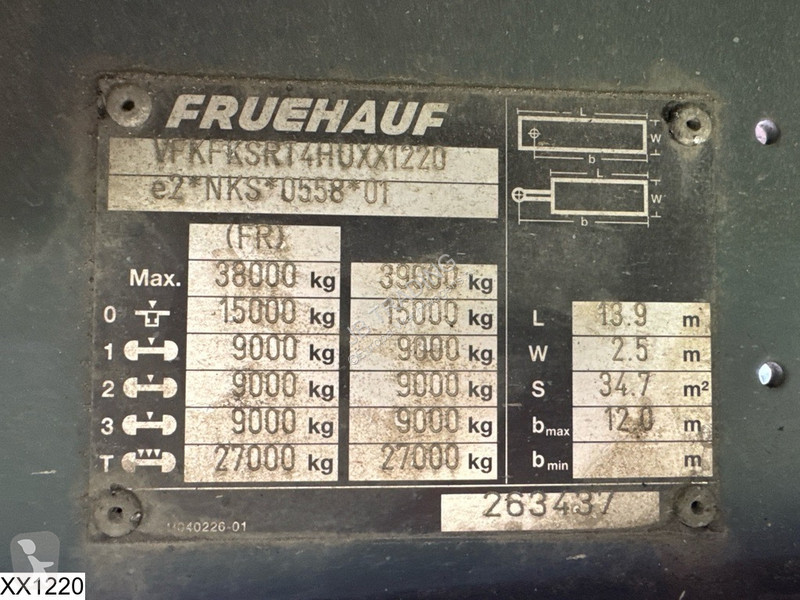 FRUEHAUF
VFKFKSRT4HUXX1220
e2*NKS*0558*01
(FR)
Max. 38000 kg 39000 kg
0 15000 kg 15000 kg
1 9000 kg 9000 kg
2 9000 kg 9000 kg
3 9000 kg 9000 kg
T 27000 kg 27000 kg
L
W
b
L
W
b
L 13.9 m
W 2.5 m
S 34.7 m²
bmax 12.0 m
bmin m
263437
M040226-01
XX1220